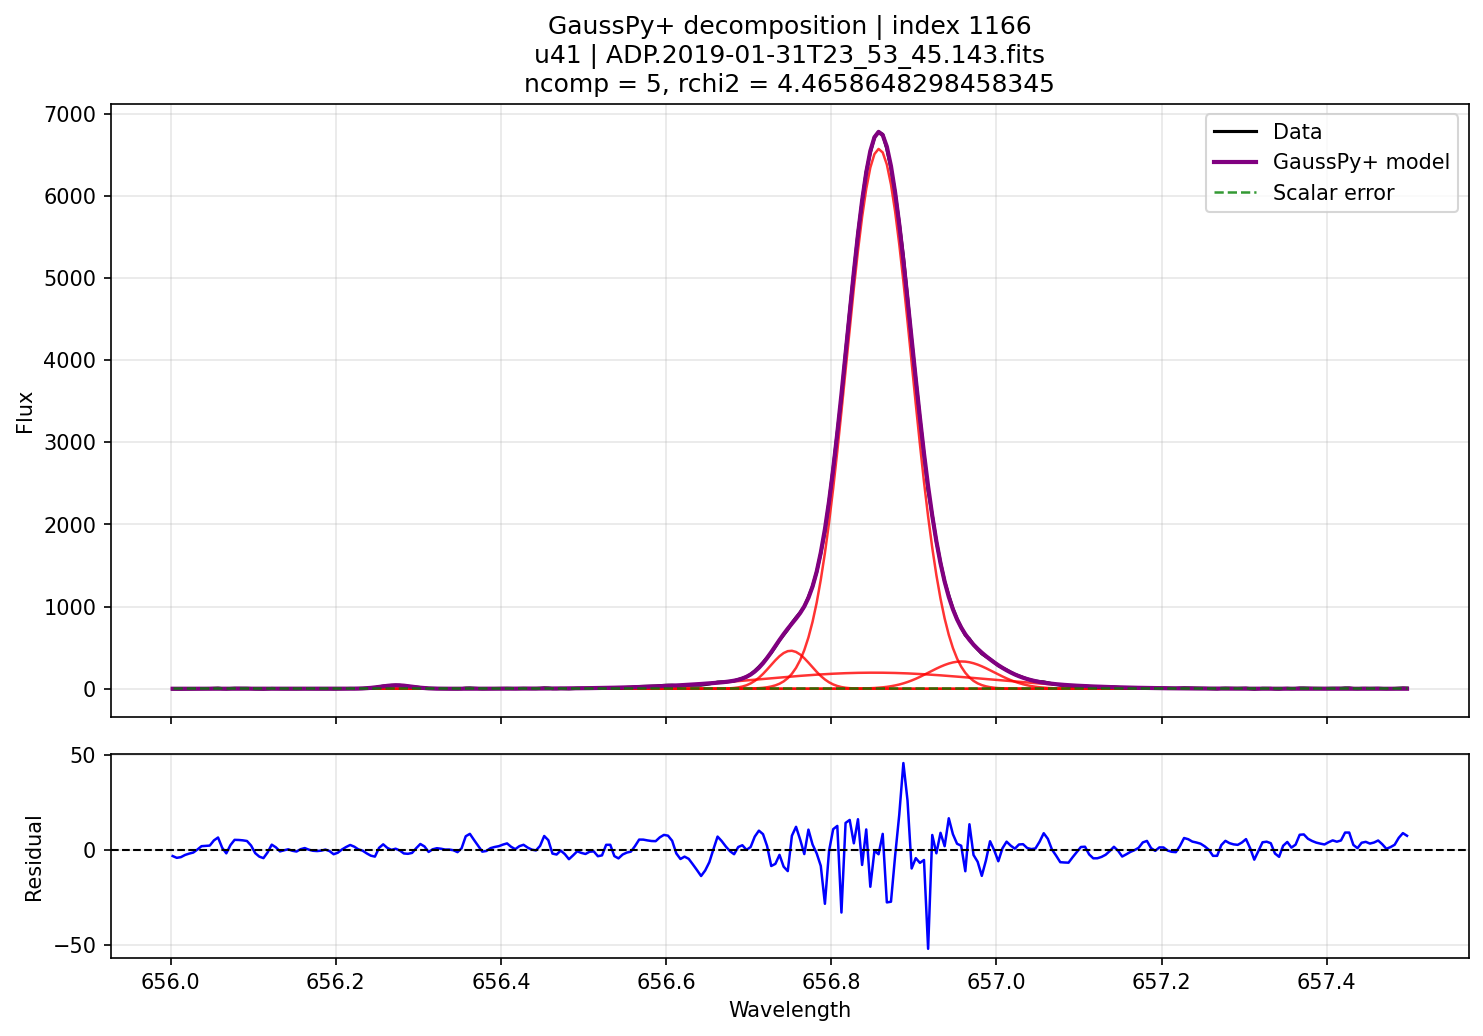 GaussPy+ decomposition | index 1166
u41 | ADP.2019-01-31T23_53_45.143.fits
ncomp = 5, rchi2 = 4.4658648298458345
7000
6000
5000
4000
3000
2000
1000
0
Flux
Data
GaussPy+ model
Scalar error
50
0
−50
Residual
656.0
656.2
656.4
656.6
656.8
657.0
657.2
657.4
Wavelength